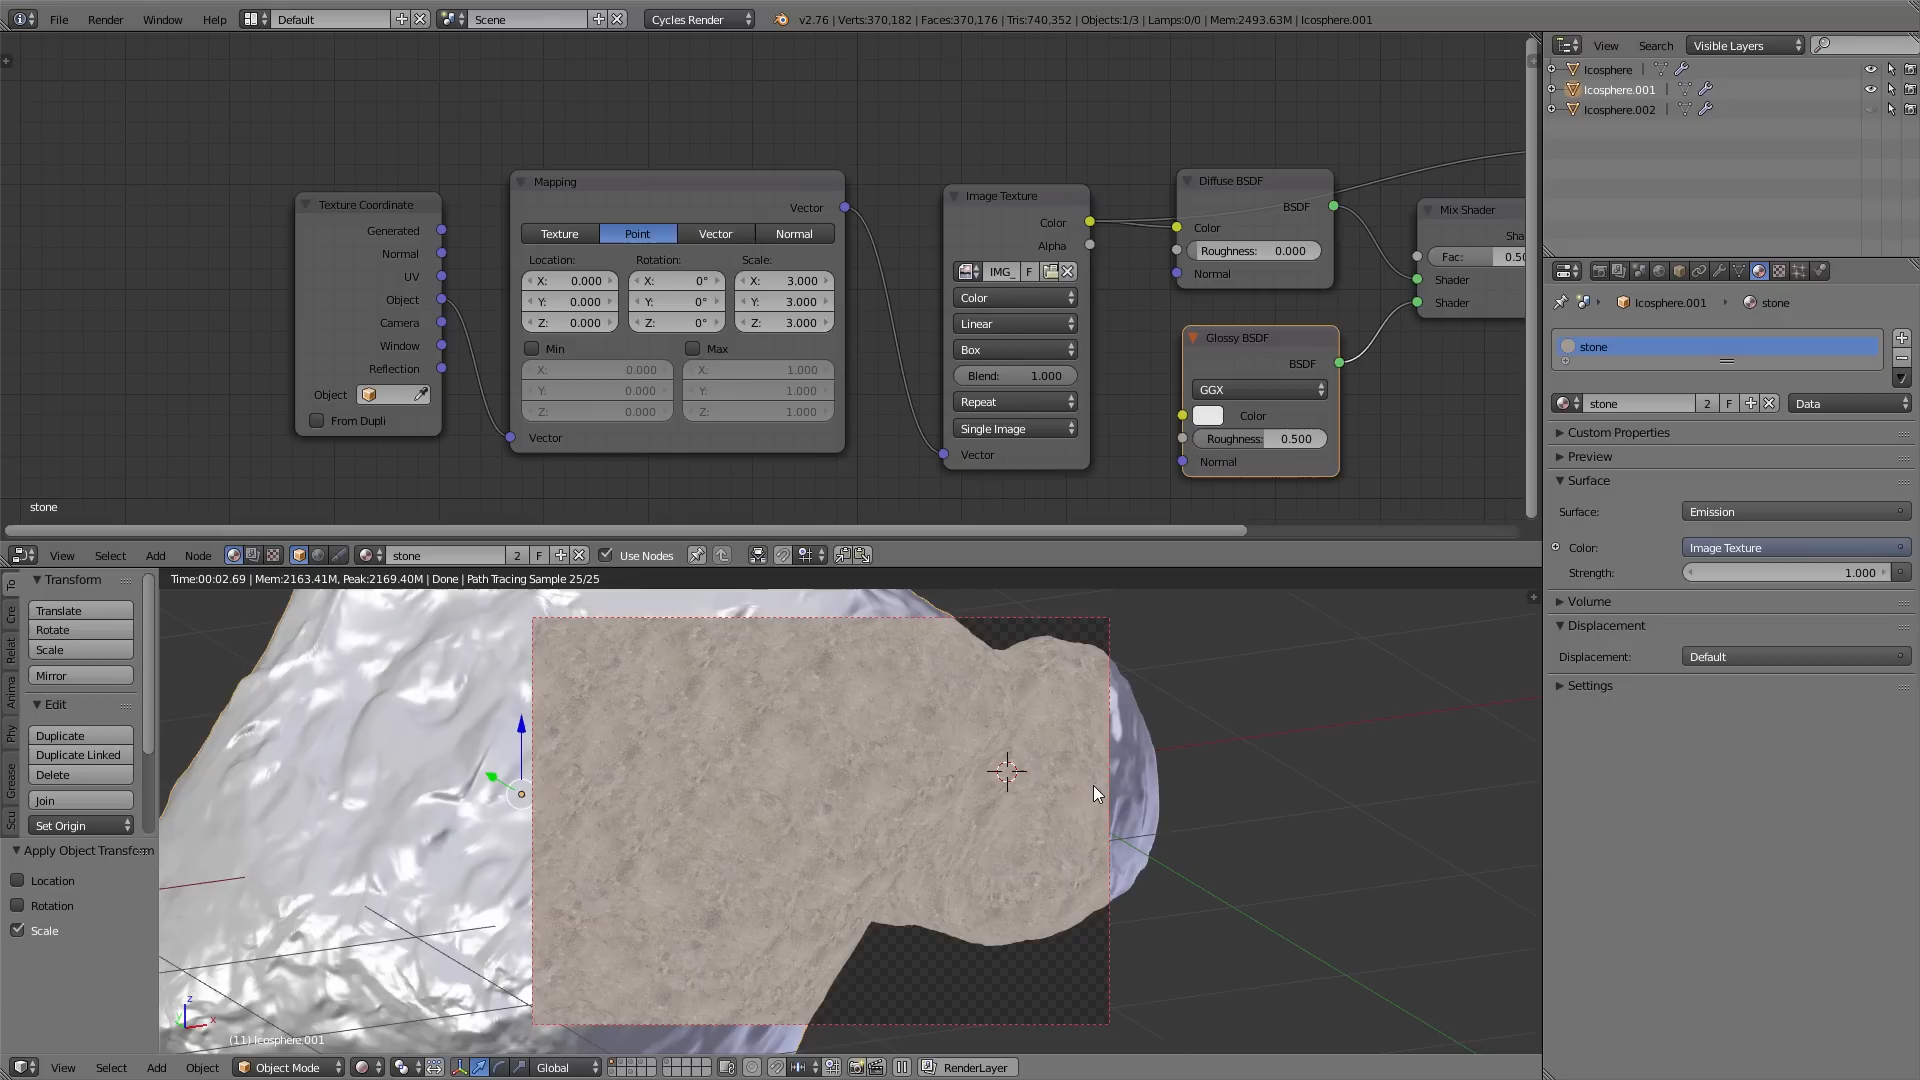 File Render Window Help Default Scene Cycles Render v2.76 | Verts:370,182 | Faces:370,176 | Tris:740,352 | Objects:1/3 | Lamps:0/0 | Mem:2493.63M | Icosphere.001
View Search Visible Layers
Icosphere
Icosphere.001
Icosphere.002
Texture Coordinate
Generated
Normal
UV
Object
Camera
Window
Reflection
Object
From Dupli
Mapping
Vector
Texture Point Vector Normal
Location: Rotation: Scale:
X: 0.000 X: 0° X: 3.000
Y: 0.000 Y: 0° Y: 3.000
Z: 0.000 Z: 0° Z: 3.000
Min Max
X: 0.000 X: 1.000
Y: 0.000 Y: 1.000
Z: 0.000 Z: 1.000
Vector
Image Texture
Color
Alpha
IMG_ F
Color
Linear
Box
Blend: 1.000
Repeat
Single Image
Vector
Diffuse BSDF
BSDF
Color
Roughness: 0.000
Normal
Glossy BSDF
BSDF
GGX
Color
Roughness: 0.500
Normal
Mix Shader
Sha
Fac: 0.50
Shader
Shader
stone
View Select Add Node stone 2 F Use Nodes
Icosphere.001 stone
stone
stone 2 F Data
Custom Properties
Preview
Surface
Surface: Emission
Color: Image Texture
Strength: 1.000
Volume
Displacement
Displacement: Default
Settings
Transform
Translate
Rotate
Scale
Mirror
Edit
Duplicate
Duplicate Linked
Delete
Join
Set Origin
Apply Object Transform
Location
Rotation
Scale
To
Cre
Relat
Anima
Phy
Grease
Scu
Time:00:02.69 | Mem:2163.41M, Peak:2169.40M | Done | Path Tracing Sample 25/25
z
y
x
(11) Icosphere.001
View Select Add Object Object Mode Global RenderLayer